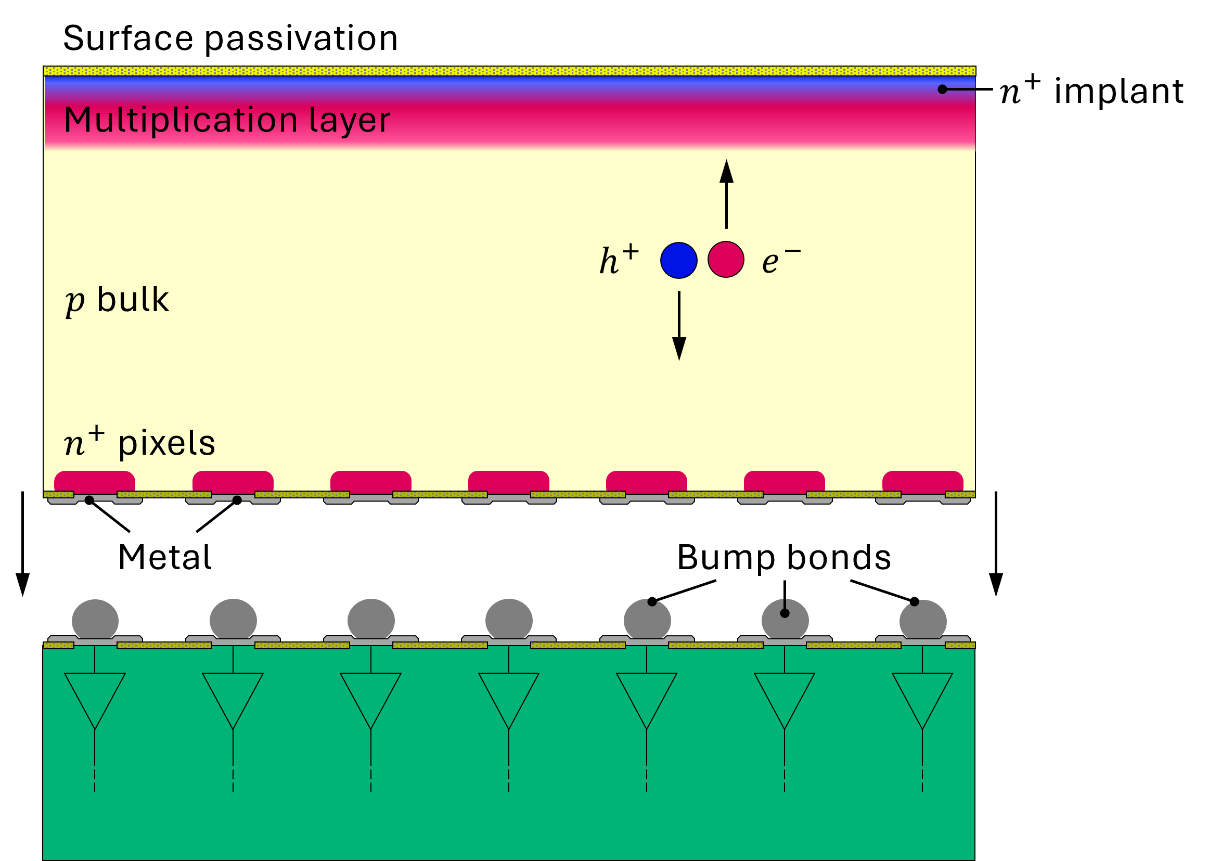 Surface passivation
n⁺ implant
Multiplication layer
h⁺
e⁻
p bulk
n⁺ pixels
Metal
Bump bonds